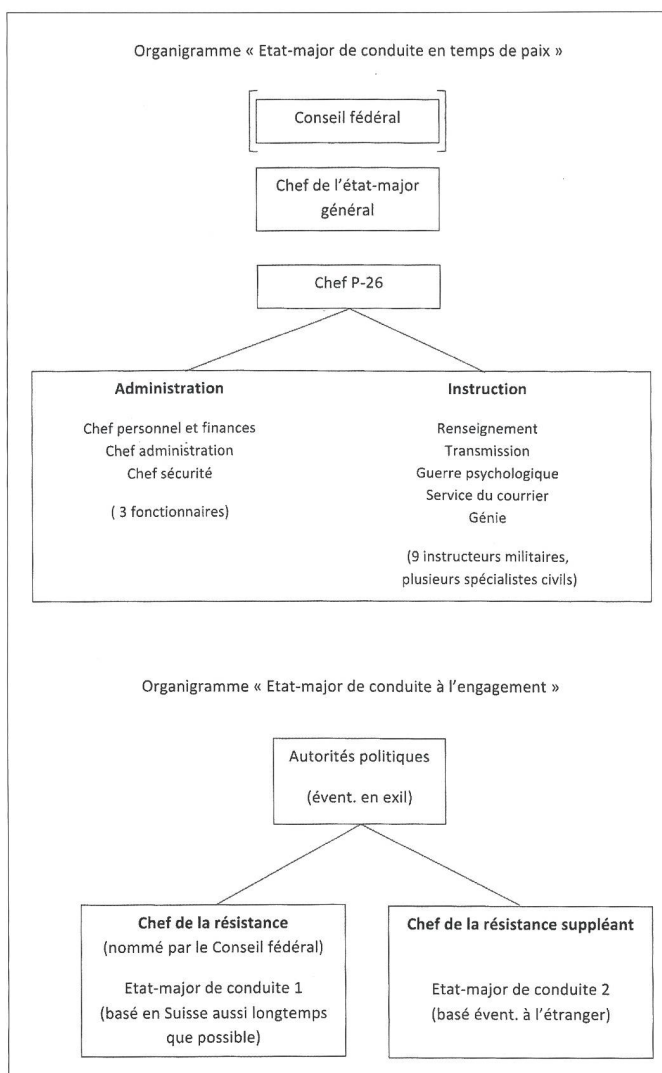 Organigramme « Etat-major de conduite en temps de paix »
Conseil fédéral
Chef de l'état-major
général
Chef P-26
Administration
Chef personnel et finances
Chef administration
Chef sécurité
( 3 fonctionnaires)
Instruction
Renseignement
Transmission
Guerre psychologique
Service du courrier
Génie
(9 instructeurs militaires,
plusieurs spécialistes civils)
Organigramme « Etat-major de conduite à l'engagement »
Autorités politiques
(évent. en exil)
Chef de la résistance
(nommé par le Conseil fédéral)
Etat-major de conduite 1
(basé en Suisse aussi longtemps
que possible)
Chef de la résistance suppléant
Etat-major de conduite 2
(basé évent. à l'étranger)